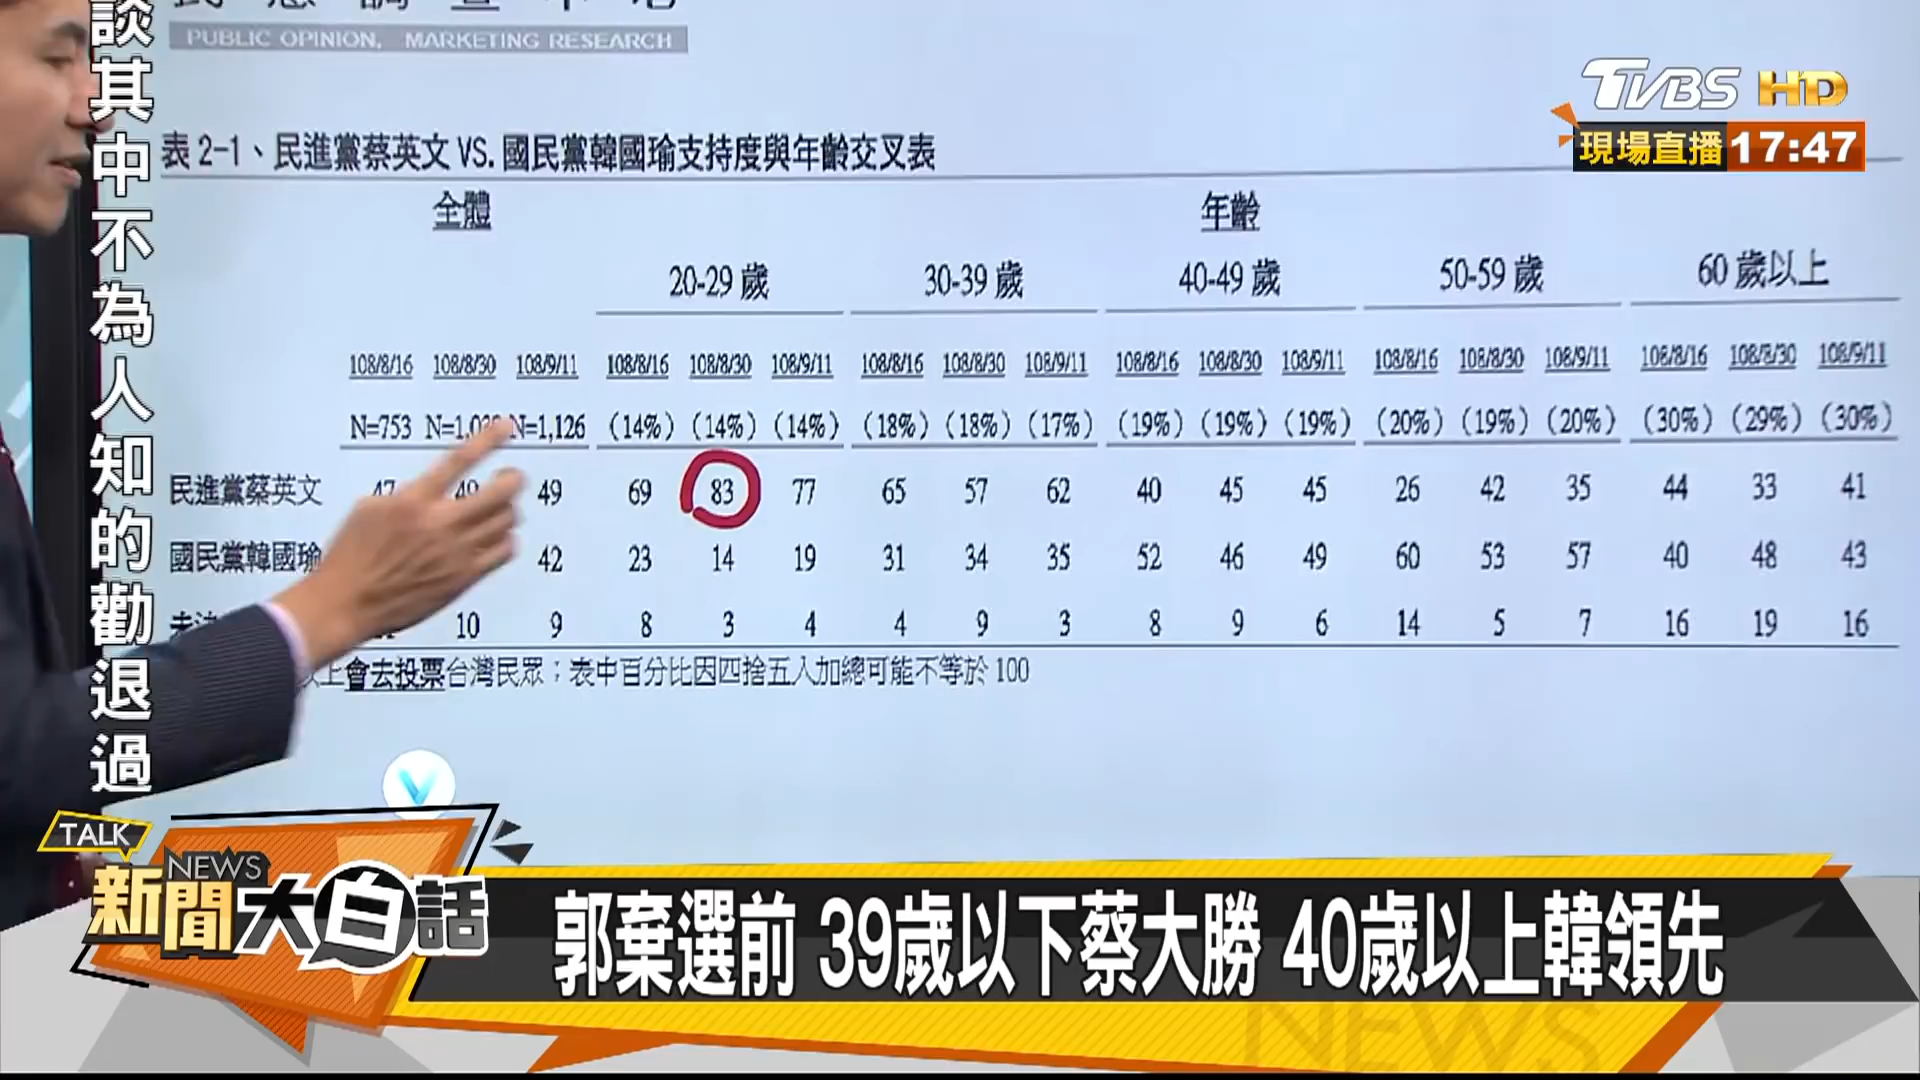 談其中不為人知的勸退過
PUBLIC OPINION, MARKETING RESEARCH
TVBS HD
現場直播 17:47
表 2-1、民進黨蔡英文 VS. 國民黨韓國瑜支持度與年齡交叉表
全體 年齡
20-29 歲 30-39 歲 40-49 歲 50-59 歲 60 歲以上
108/8/16 108/8/30 108/9/11 108/8/16 108/8/30 108/9/11 108/8/16 108/8/30 108/9/11 108/8/16 108/8/30 108/9/11 108/8/16 108/8/30 108/9/11 108/8/16 108/8/30 108/9/11
N=753 N=1,126 (14%) (14%) (14%) (18%) (18%) (17%) (19%) (19%) (19%) (20%) (19%) (20%) (30%) (29%) (30%)
民進黨蔡英文 47 49 49 69 83 77 65 57 62 40 45 45 26 42 35 44 33 41
國民黨韓國瑜 42 23 14 19 31 34 35 52 46 49 60 53 57 40 48 43
10 9 8 3 4 4 9 3 8 9 6 14 5 7 16 19 16
上會去投票台灣民眾；表中百分比因四捨五入加總可能不等於 100
TALK
NEWS
新聞大白話
郭棄選前 39歲以下蔡大勝 40歲以上韓領先
NEWS